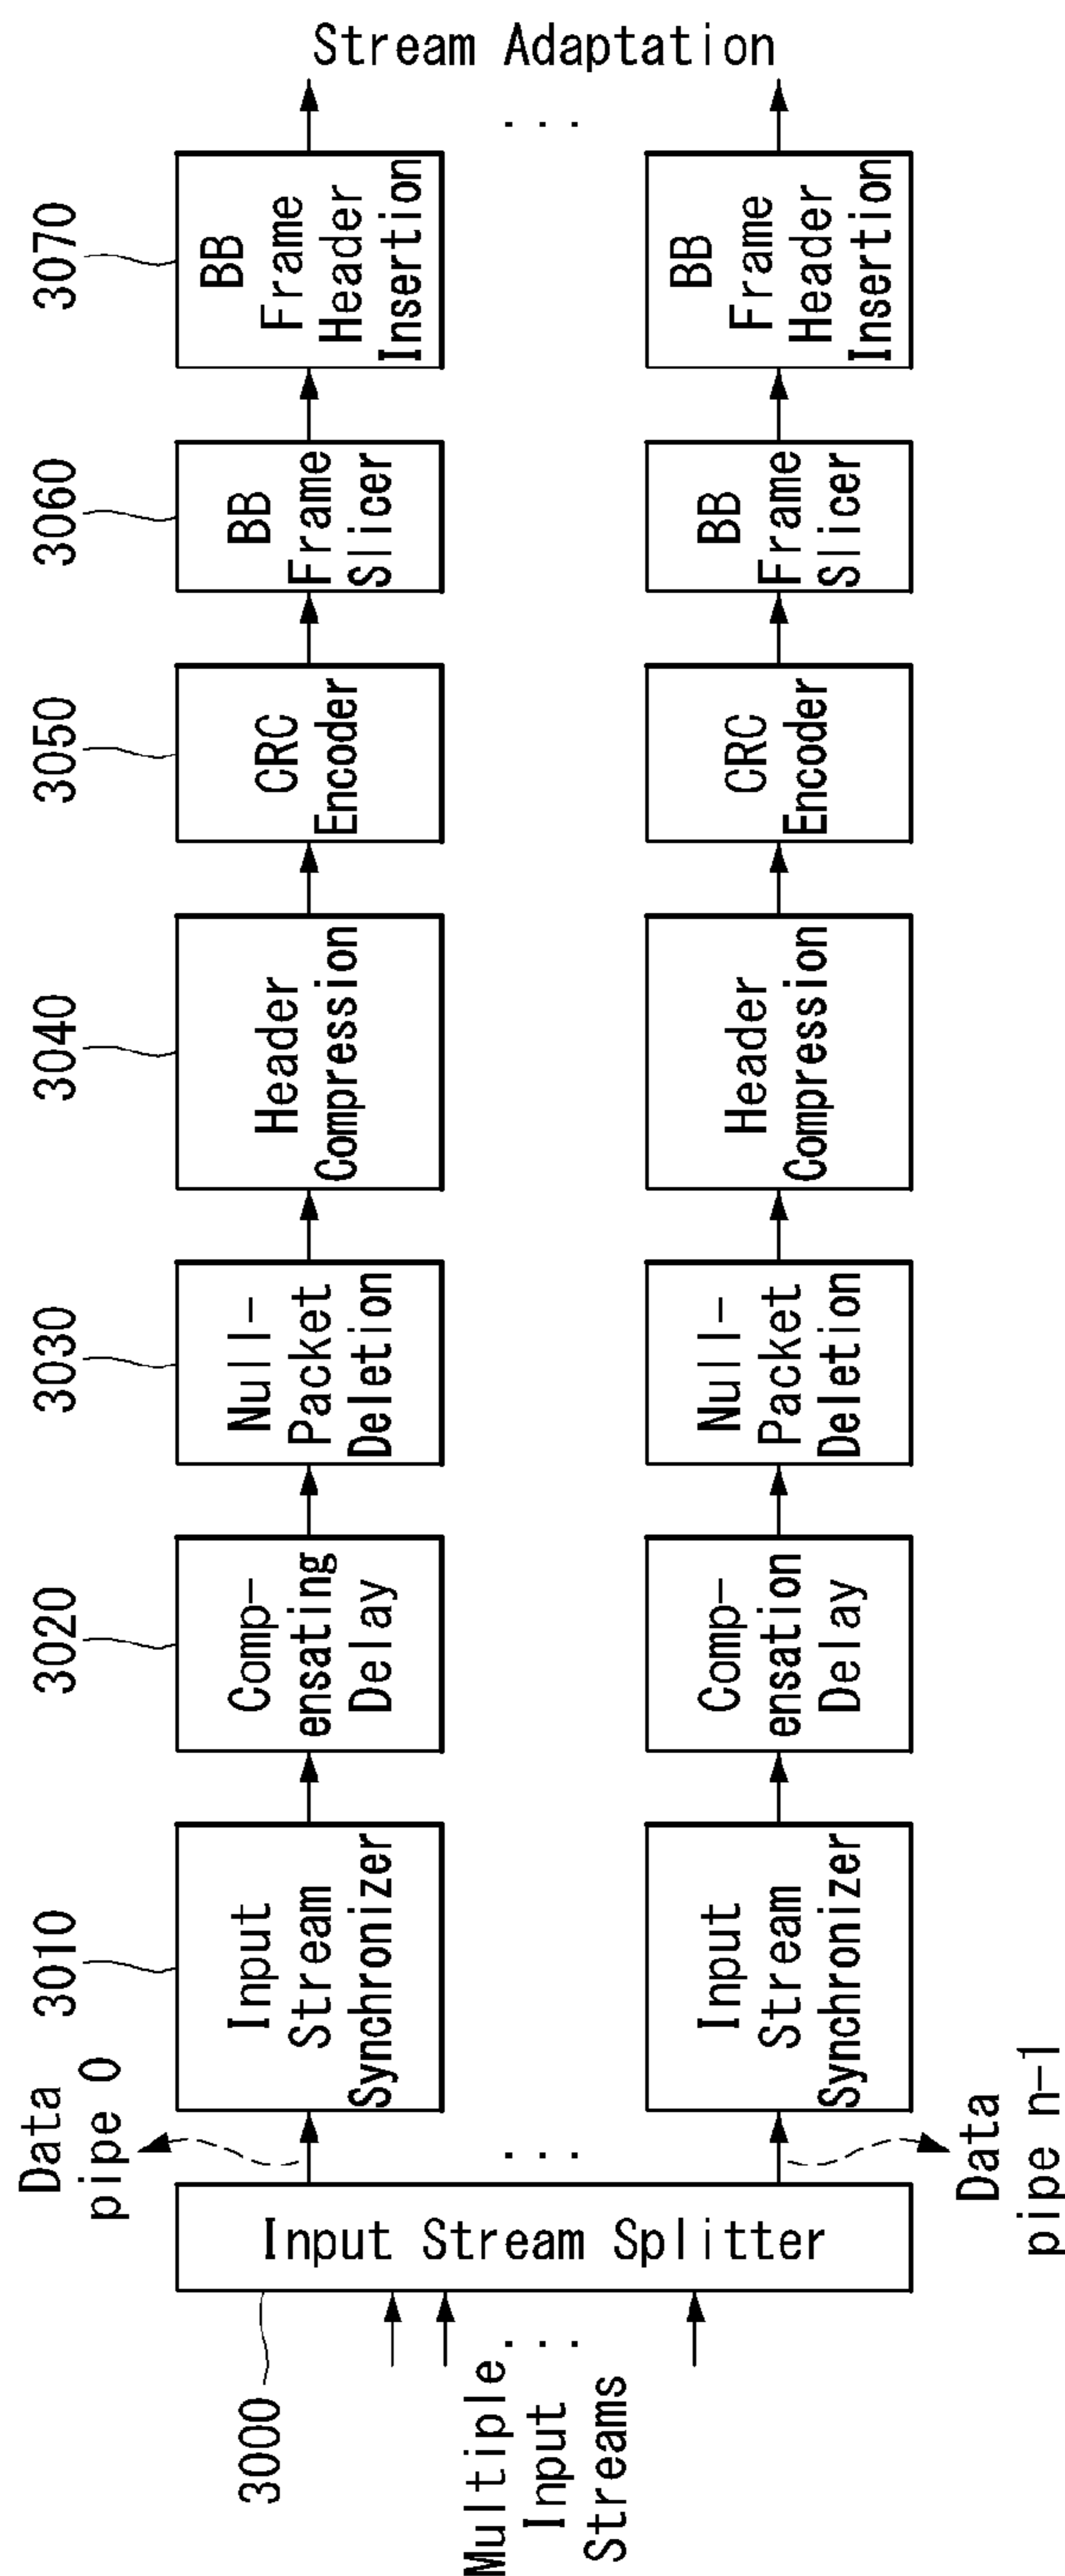 Stream Adaptation
. . .
3070
BB
Frame
Header
Insertion
BB
Frame
Header
Insertion
3060
BB
Frame
Slicer
BB
Frame
Slicer
3050
CRC
Encoder
CRC
Encoder
3040
Header
Compression
Header
Compression
3030
Null-
Packet
Deletion
Null-
Packet
Deletion
3020
Comp-
ensating
Delay
Comp-
ensation
Delay
3010
Input
Stream
Synchronizer
Input
Stream
Synchronizer
Data
pipe 0
. . .
Data
pipe n-1
Input Stream Splitter
3000
. . .
Multiple
Input
Streams